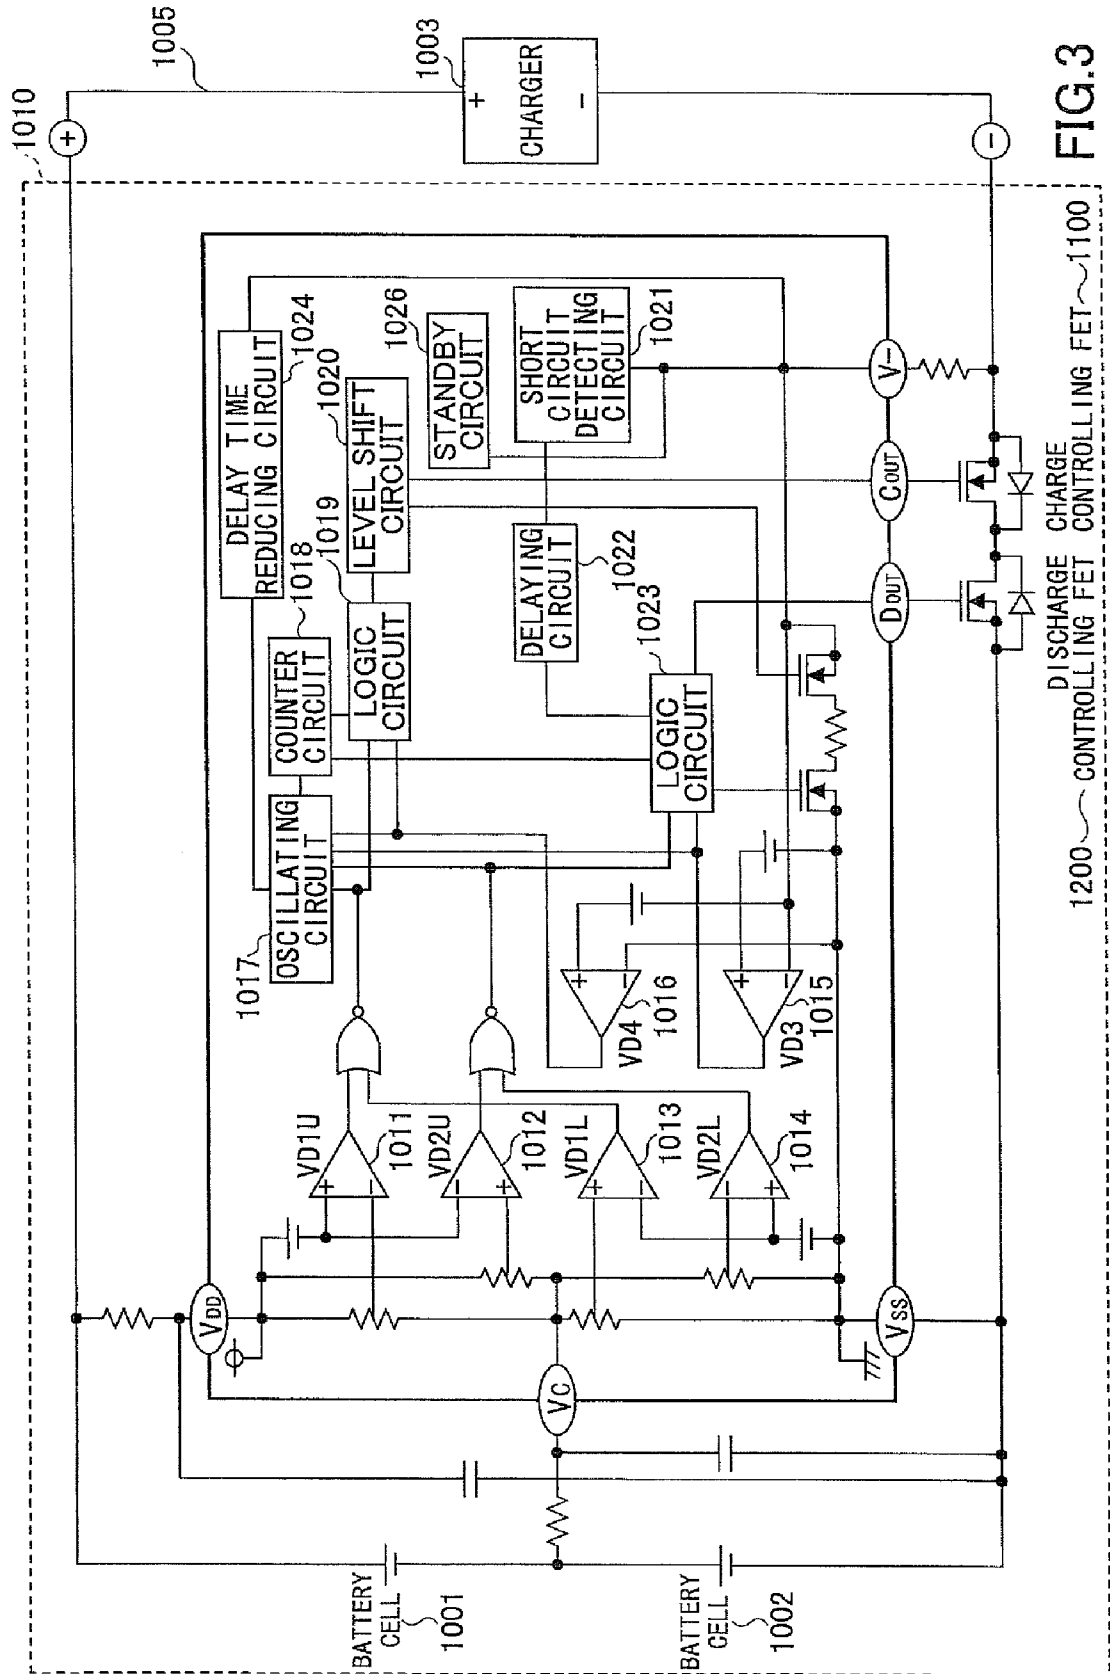 1010
1005
+
1003
+
CHARGER
−
−
DELAY TIME
REDUCING CIRCUIT
1024
1017
OSCILLATING
CIRCUIT
COUNTER
CIRCUIT
1018
LOGIC
CIRCUIT
1019
LEVEL SHIFT
CIRCUIT
1020
STANDBY
CIRCUIT
1026
SHORT
CIRCUIT
DETECTING
CIRCUIT
1021
DELAYING
CIRCUIT
1022
LOGIC
CIRCUIT
1023
VDD
VC
VSS
V−
COUT
DOUT
VD1U
+
−
1011
VD2U
−
+
1012
VD1L
+
−
1013
VD2L
−
+
1014
VD4
+
−
1016
VD3
+
−
1015
BATTERY
CELL
1001
BATTERY
CELL
1002
DISCHARGE
1200 CONTROLLING FET
CHARGE
CONTROLLING FET 1100
FIG.3